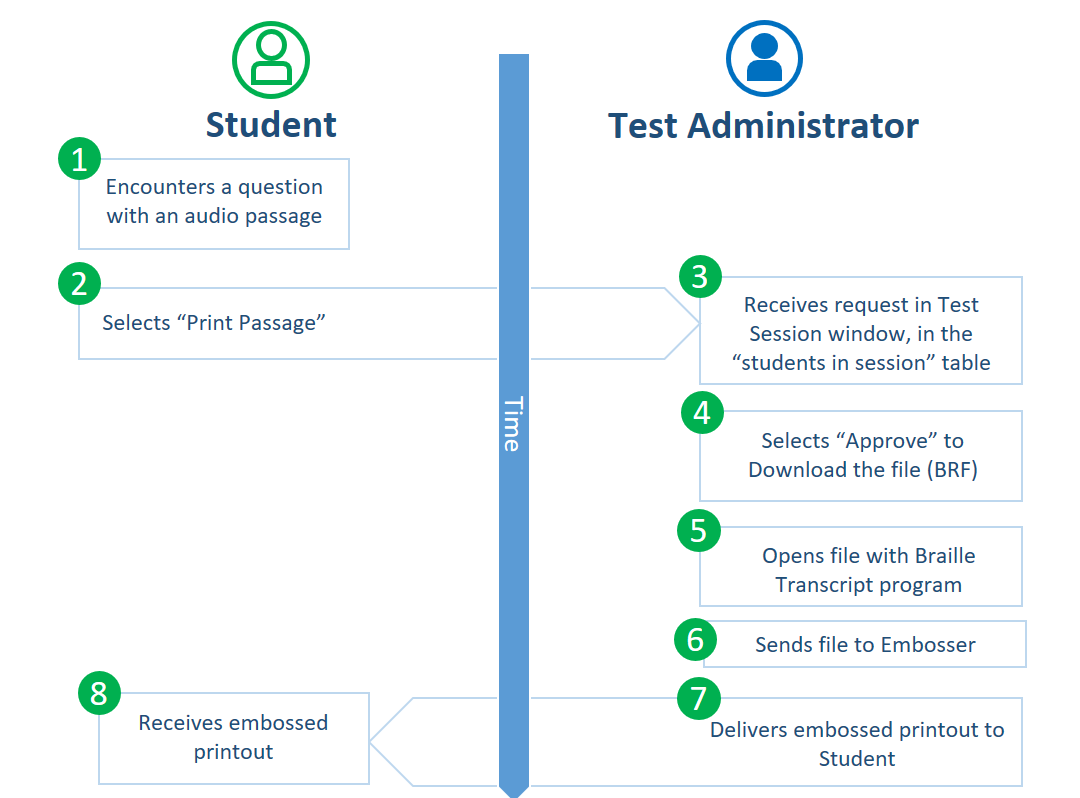 Student
Test Administrator
1
Encounters a question
with an audio passage
2
Selects “Print Passage”
3
Receives request in Test
Session window, in the
“students in session” table
Time
4
Selects “Approve” to
Download the file (BRF)
5
Opens file with Braille
Transcript program
6
Sends file to Embosser
7
Delivers embossed printout to
Student
8
Receives embossed
printout